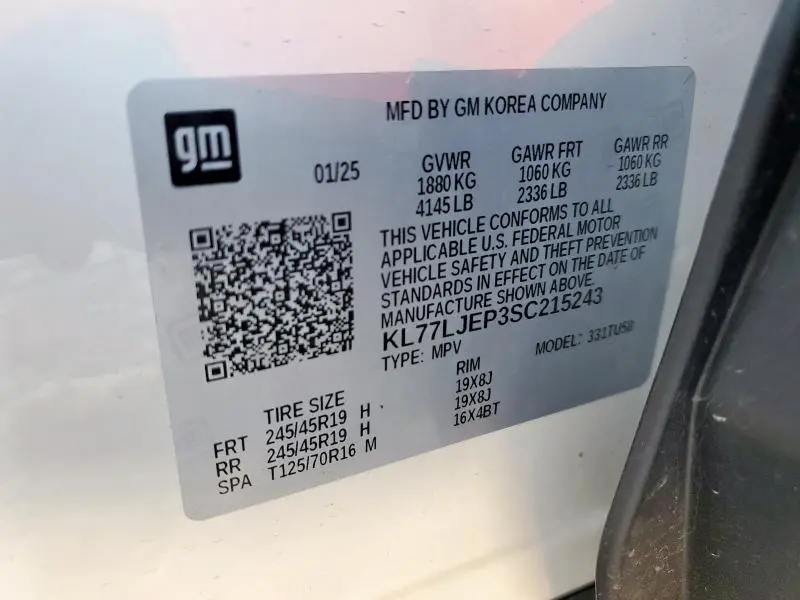 gm
MFD BY GM KOREA COMPANY
01/25
GVWR GAWR FRT GAWR RR
1880 KG 1060 KG 1060 KG
4145 LB 2336 LB 2336 LB
THIS VEHICLE CONFORMS TO ALL
APPLICABLE U.S. FEDERAL MOTOR
VEHICLE SAFETY AND THEFT PREVENTION
STANDARDS IN EFFECT ON THE DATE OF
MANUFACTURE SHOWN ABOVE.
KL77LJEP3SC215243
TYPE: MPV MODEL: 331TU5B
TIRE SIZE RIM
FRT 245/45R19 H 19X8J
RR 245/45R19 H 19X8J
SPA T125/70R16 M 16X4BT